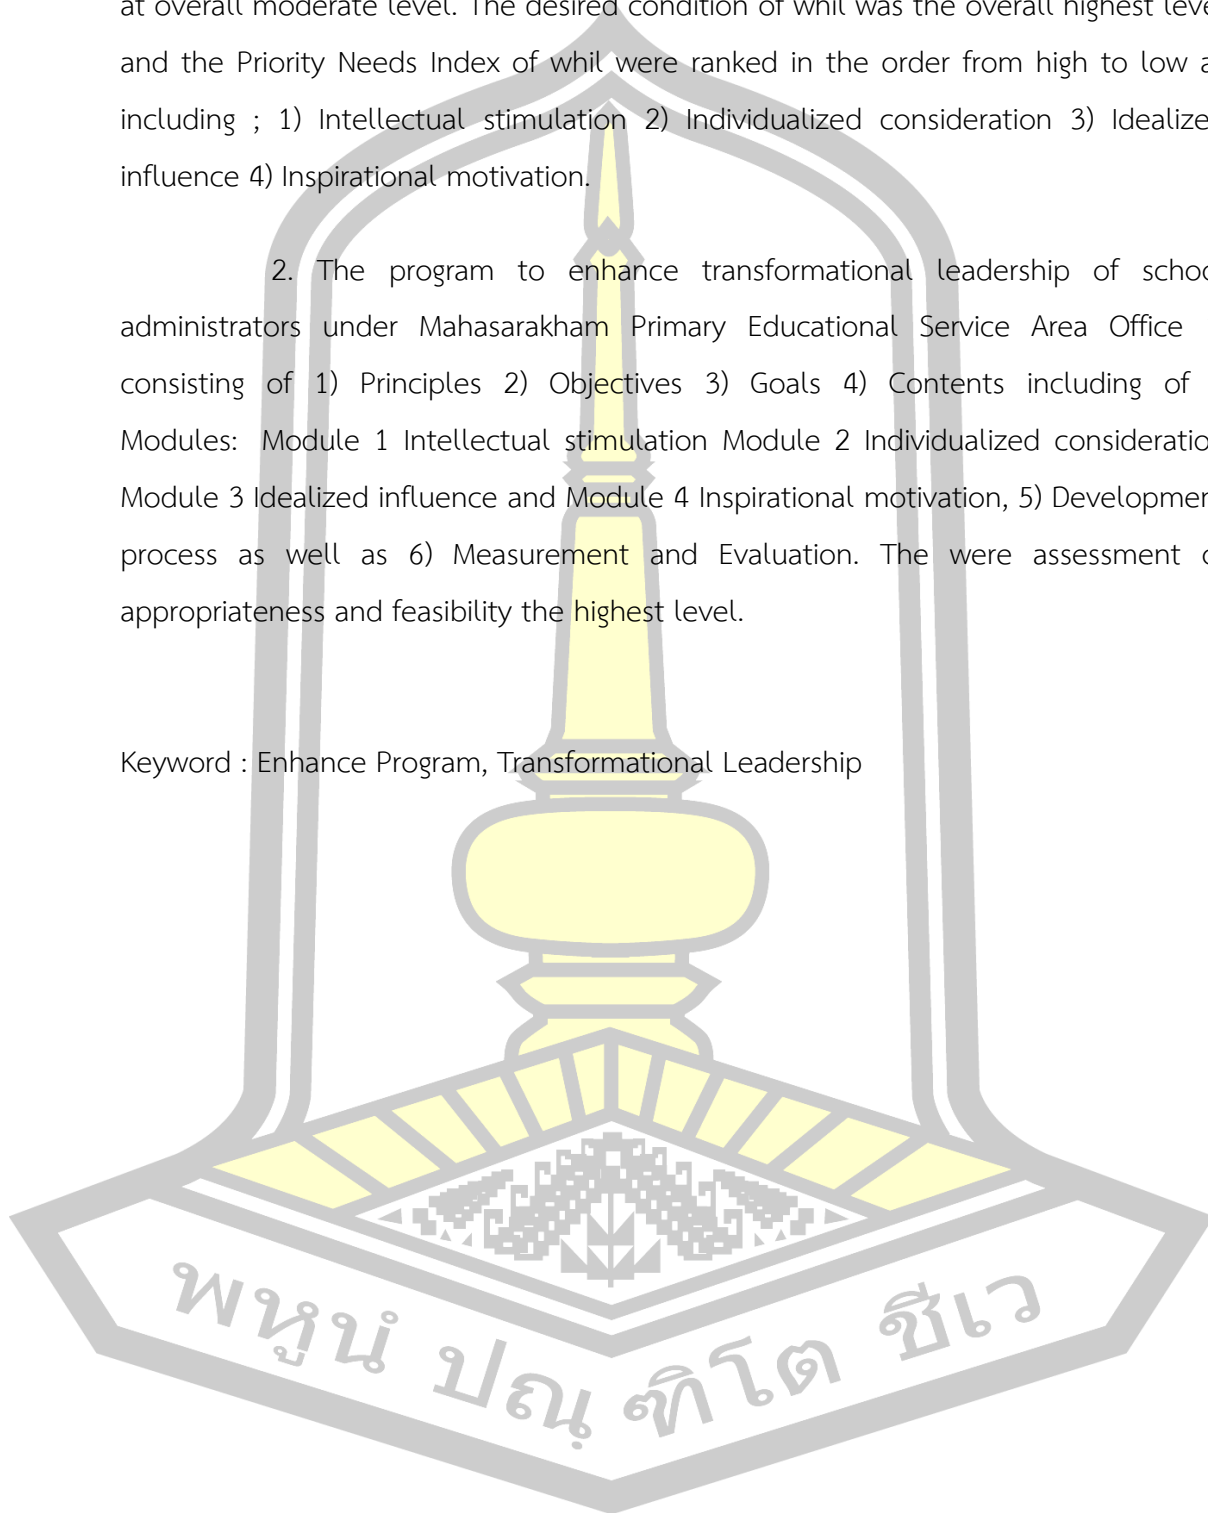 at overall moderate level. The desired condition of whil was the overall highest leve
and the Priority Needs Index of whil were ranked in the order from high to low a
including ; 1) Intellectual stimulation 2) Individualized consideration 3) Idealize
influence 4) Inspirational motivation.
2. The program to enhance transformational leadership of schoo
administrators under Mahasarakham Primary Educational Service Area Office
consisting of 1) Principles 2) Objectives 3) Goals 4) Contents including of
Modules: Module 1 Intellectual stimulation Module 2 Individualized consideratio
Module 3 Idealized influence and Module 4 Inspirational motivation, 5) Developmen
process as well as 6) Measurement and Evaluation. The were assessment o
appropriateness and feasibility the highest level.
Keyword : Enhance Program, Transformational Leadership
พหูนํ ปณฺฑิโต ชีเว